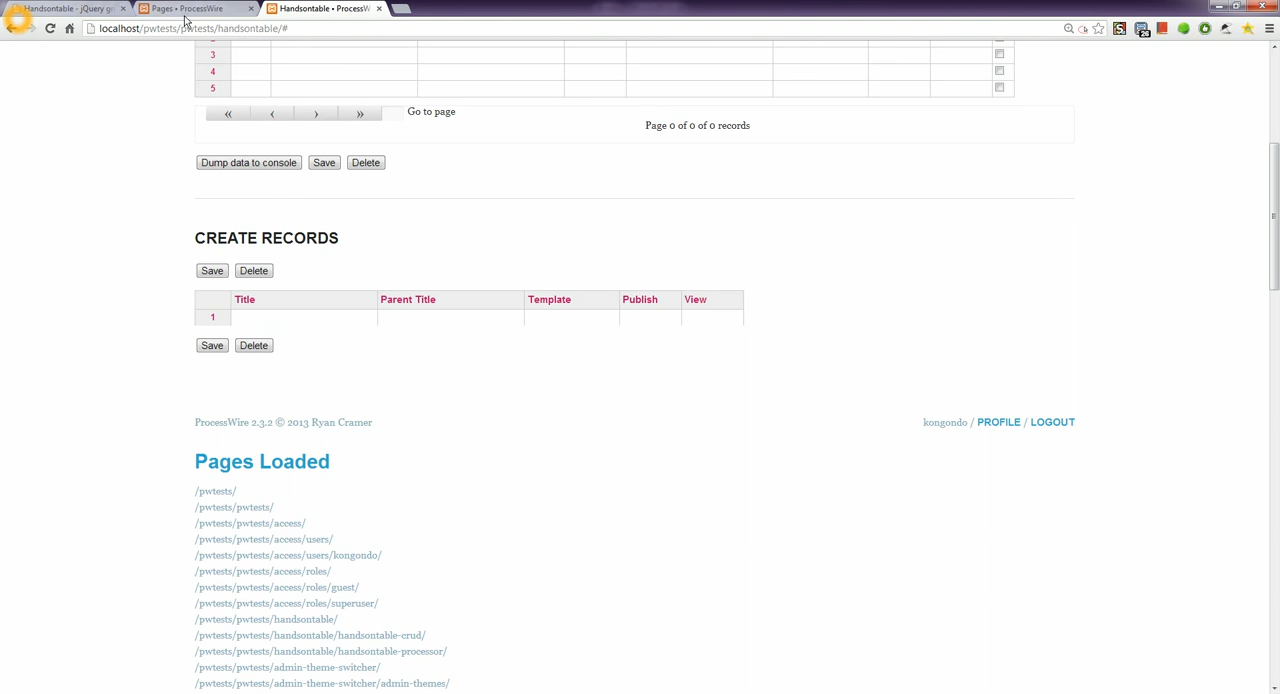 Handsontable - jQuery g
Pages • ProcessWire
Handsontable • ProcessW
localhost/pwtests/pwtests/handsontable/#
26
3
4
5
« ‹ › » Go to page
Page 0 of 0 of 0 records
Dump data to console Save Delete
CREATE RECORDS
Save Delete
Title Parent Title Template Publish View
1
Save Delete
ProcessWire 2.3.2 © 2013 Ryan Cramer
kongondo / PROFILE / LOGOUT
Pages Loaded
/pwtests/
/pwtests/pwtests/
/pwtests/pwtests/access/
/pwtests/pwtests/access/users/
/pwtests/pwtests/access/users/kongondo/
/pwtests/pwtests/access/roles/
/pwtests/pwtests/access/roles/guest/
/pwtests/pwtests/access/roles/superuser/
/pwtests/pwtests/handsontable/
/pwtests/pwtests/handsontable/handsontable-crud/
/pwtests/pwtests/handsontable/handsontable-processor/
/pwtests/pwtests/admin-theme-switcher/
/pwtests/pwtests/admin-theme-switcher/admin-themes/